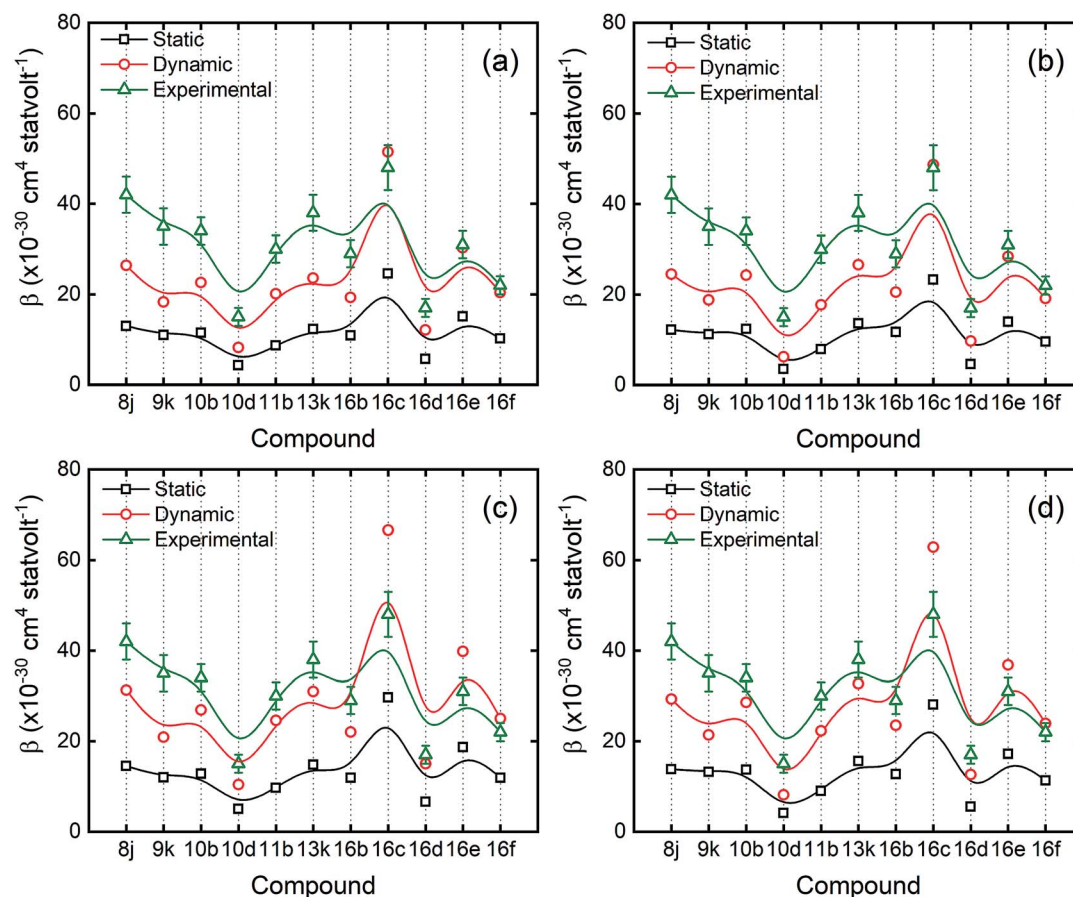 80
60
40
20
0
β (x10⁻³⁰ cm⁴ statvolt⁻¹)
Static
Dynamic
Experimental
(a)
8j 9k 10b 10d 11b 13k 16b 16c 16d 16e 16f
Compound
80
60
40
20
0
β (x10⁻³⁰ cm⁴ statvolt⁻¹)
Static
Dynamic
Experimental
(b)
8j 9k 10b 10d 11b 13k 16b 16c 16d 16e 16f
Compound
80
60
40
20
0
β (x10⁻³⁰ cm⁴ statvolt⁻¹)
Static
Dynamic
Experimental
(c)
8j 9k 10b 10d 11b 13k 16b 16c 16d 16e 16f
Compound
80
60
40
20
0
β (x10⁻³⁰ cm⁴ statvolt⁻¹)
Static
Dynamic
Experimental
(d)
8j 9k 10b 10d 11b 13k 16b 16c 16d 16e 16f
Compound